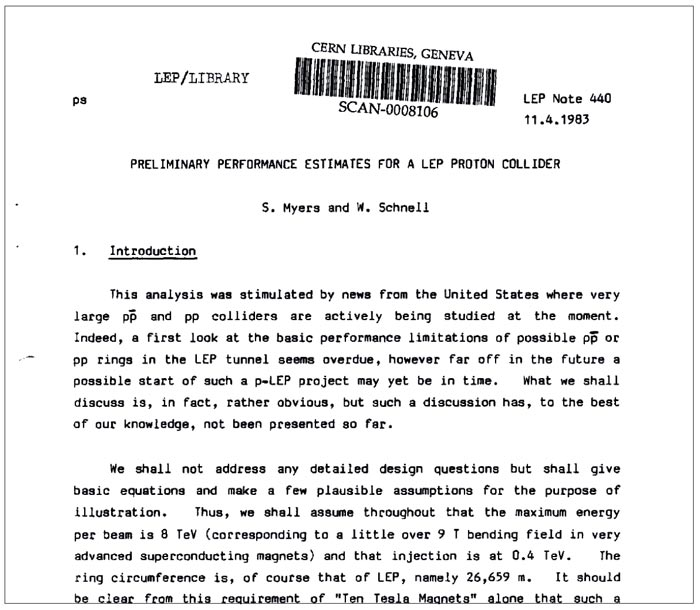 CERN LIBRARIES, GENEVA
LEP/LIBRARY
SCAN-0008106
ps
LEP Note 440
11.4.1983
PRELIMINARY PERFORMANCE ESTIMATES FOR A LEP PROTON COLLIDER
S. Myers and W. Schnell
1. Introduction
This analysis was stimulated by news from the United States where very
large pp̅ and pp colliders are actively being studied at the moment.
Indeed, a first look at the basic performance limitations of possible pp̅ or
pp rings in the LEP tunnel seems overdue, however far off in the future a
possible start of such a p-LEP project may yet be in time. What we shall
discuss is, in fact, rather obvious, but such a discussion has, to the best
of our knowledge, not been presented so far.
We shall not address any detailed design questions but shall give
basic equations and make a few plausible assumptions for the purpose of
illustration. Thus, we shall assume throughout that the maximum energy
per beam is 8 TeV (corresponding to a little over 9 T bending field in very
advanced superconducting magnets) and that injection is at 0.4 TeV. The
ring circumference is, of course that of LEP, namely 26,659 m. It should
be clear from this requirement of "Ten Tesla Magnets" alone that such a